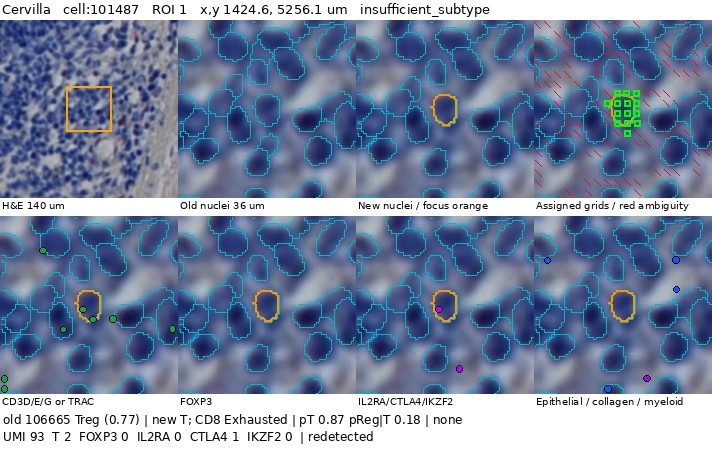 Cervilla cell:101487 ROI 1 x,y 1424.6, 5256.1 um insufficient_subtype
H&E 140 um
Old nuclei 36 um
New nuclei / focus orange
Assigned grids / red ambiguity
CD3D/E/G or TRAC
FOXP3
IL2RA/CTLA4/IKZF2
Epithelial / collagen / myeloid
old 106665 Treg (0.77) | new T; CD8 Exhausted | pT 0.87 pReg|T 0.18 | none
UMI 93 T 2 FOXP3 0 IL2RA 0 CTLA4 1 IKZF2 0 | redetected